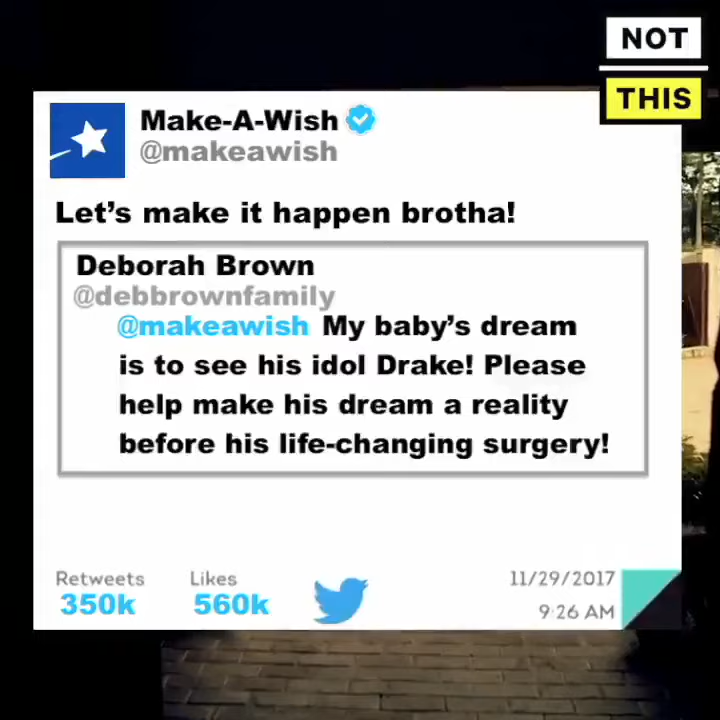 NOT
THIS
Make-A-Wish
@makeawish
Let's make it happen brotha!
Deborah Brown
@debbrownfamily
@makeawish My baby's dream
is to see his idol Drake! Please
help make his dream a reality
before his life-changing surgery!
Retweets Likes 11/29/2017
350k 560k 9:26 AM